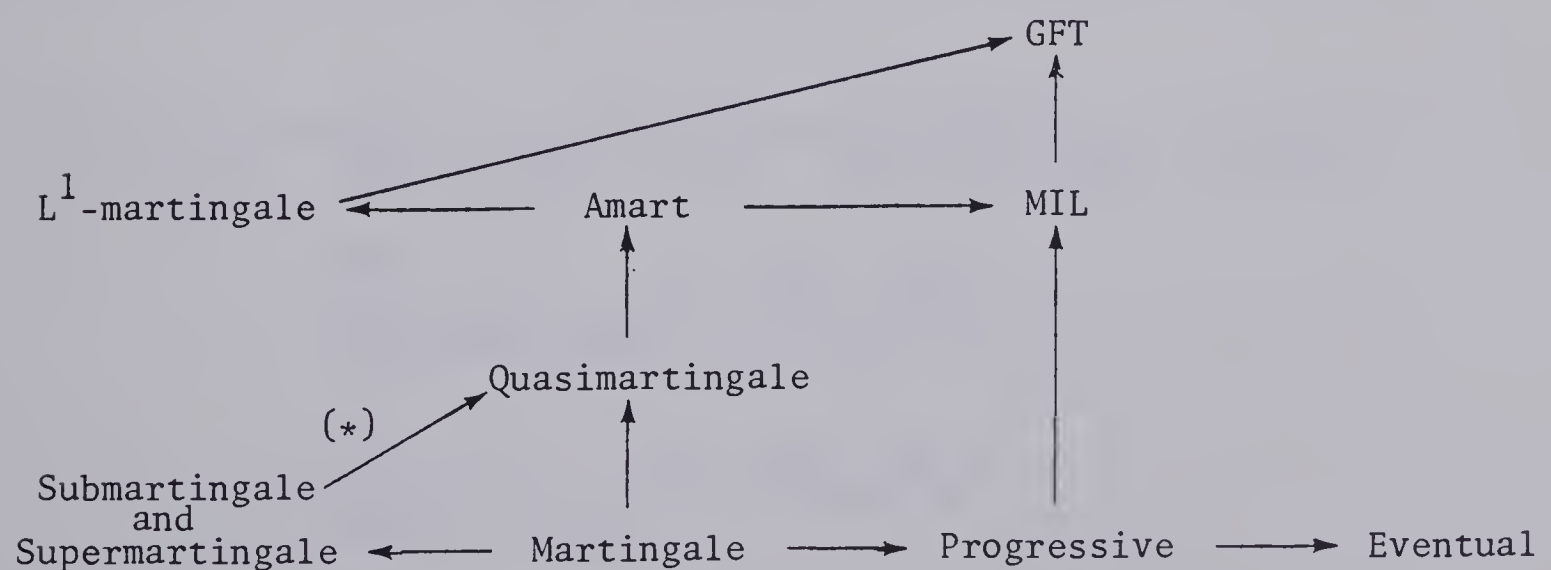 GFT
L¹-martingale Amart MIL
Quasimartingale
(*)
Submartingale
and
Supermartingale Martingale Progressive Eventual